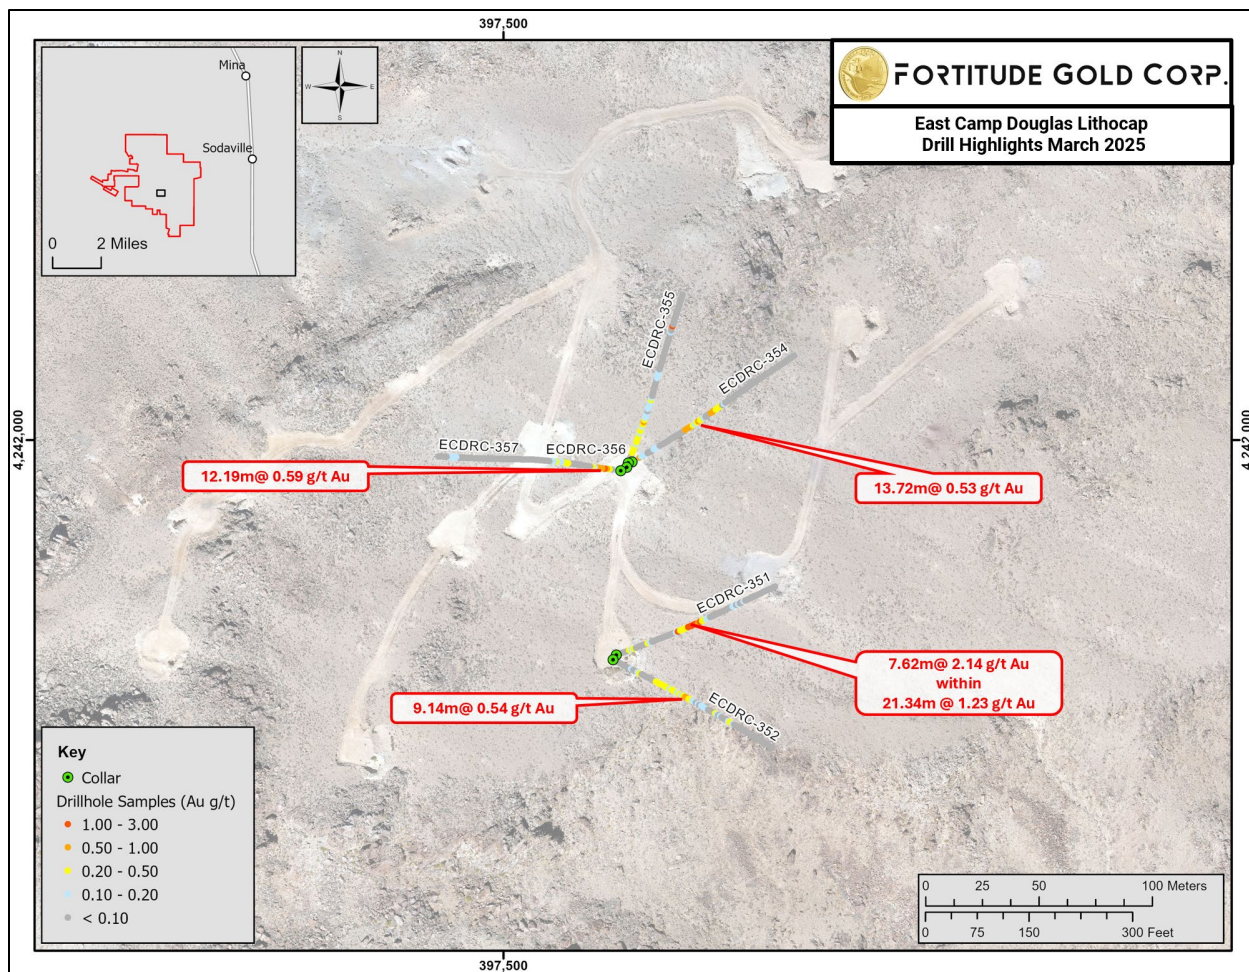 397,500
Mina
Sodaville
0 2 Miles
N
W E
S
FORTITUDE GOLD CORP.
East Camp Douglas Lithocap
Drill Highlights March 2025
ECDRC-355
ECDRC-354
4,242,000
4,242,000
ECDRC-357
ECDRC-356
12.19m@ 0.59 g/t Au
13.72m@ 0.53 g/t Au
ECDRC-351
7.62m@ 2.14 g/t Au
within
21.34m @ 1.23 g/t Au
9.14m@ 0.54 g/t Au
ECDRC-352
Key
Collar
Drillhole Samples (Au g/t)
1.00 - 3.00
0.50 - 1.00
0.20 - 0.50
0.10 - 0.20
< 0.10
0 25 50 100 Meters
0 75 150 300 Feet
397,500